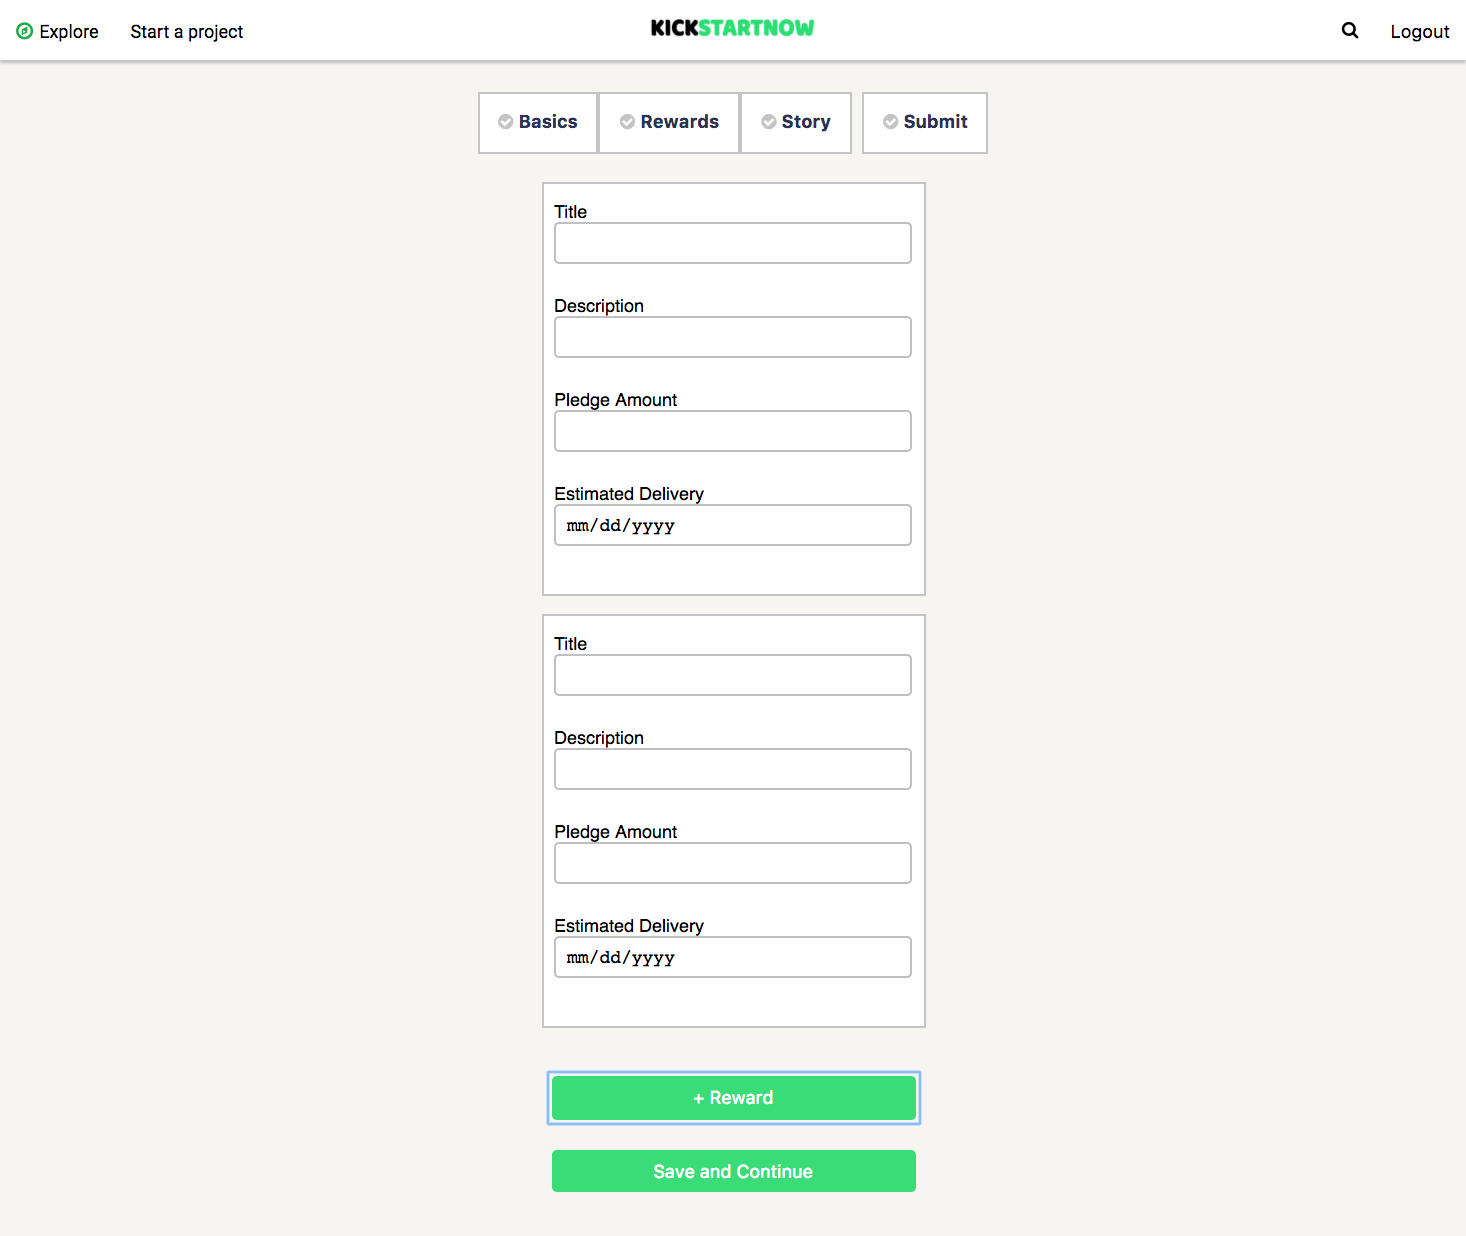 Explore Start a project KICKSTARTNOW Logout
Basics Rewards Story Submit
Title
Description
Pledge Amount
Estimated Delivery
mm/dd/yyyy
Title
Description
Pledge Amount
Estimated Delivery
mm/dd/yyyy
+ Reward
Save and Continue